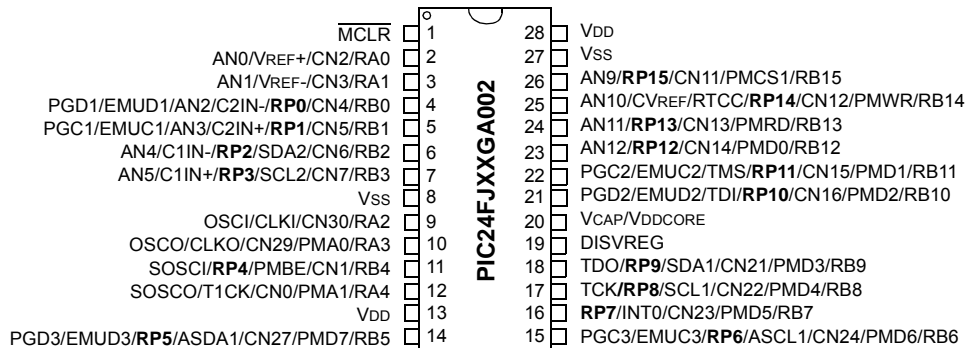 MCLR 1
AN0/VREF+/CN2/RA0 2
AN1/VREF-/CN3/RA1 3
PGD1/EMUD1/AN2/C2IN-/RP0/CN4/RB0 4
PGC1/EMUC1/AN3/C2IN+/RP1/CN5/RB1 5
AN4/C1IN-/RP2/SDA2/CN6/RB2 6
AN5/C1IN+/RP3/SCL2/CN7/RB3 7
VSS 8
OSCI/CLKI/CN30/RA2 9
OSCO/CLKO/CN29/PMA0/RA3 10
SOSCI/RP4/PMBE/CN1/RB4 11
SOSCO/T1CK/CN0/PMA1/RA4 12
VDD 13
PGD3/EMUD3/RP5/ASDA1/CN27/PMD7/RB5 14
PIC24FJXXGA002
28 VDD
27 VSS
26 AN9/RP15/CN11/PMCS1/RB15
25 AN10/CVREF/RTCC/RP14/CN12/PMWR/RB14
24 AN11/RP13/CN13/PMRD/RB13
23 AN12/RP12/CN14/PMD0/RB12
22 PGC2/EMUC2/TMS/RP11/CN15/PMD1/RB11
21 PGD2/EMUD2/TDI/RP10/CN16/PMD2/RB10
20 VCAP/VDDCORE
19 DISVREG
18 TDO/RP9/SDA1/CN21/PMD3/RB9
17 TCK/RP8/SCL1/CN22/PMD4/RB8
16 RP7/INT0/CN23/PMD5/RB7
15 PGC3/EMUC3/RP6/ASCL1/CN24/PMD6/RB6